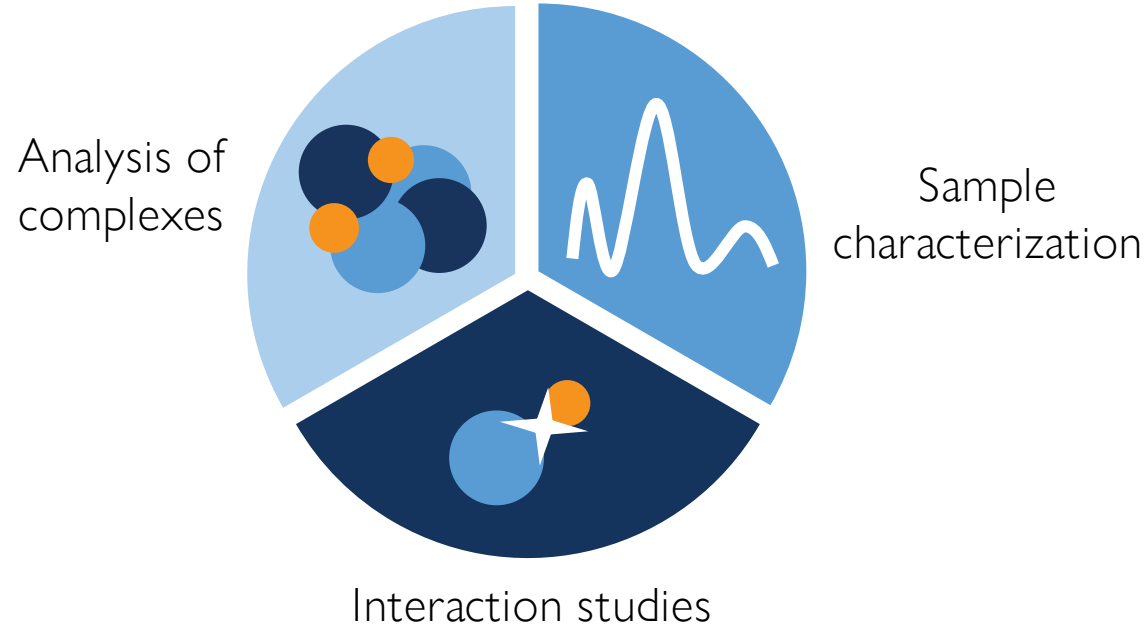 Analysis of
complexes
Sample
characterization
Interaction studies